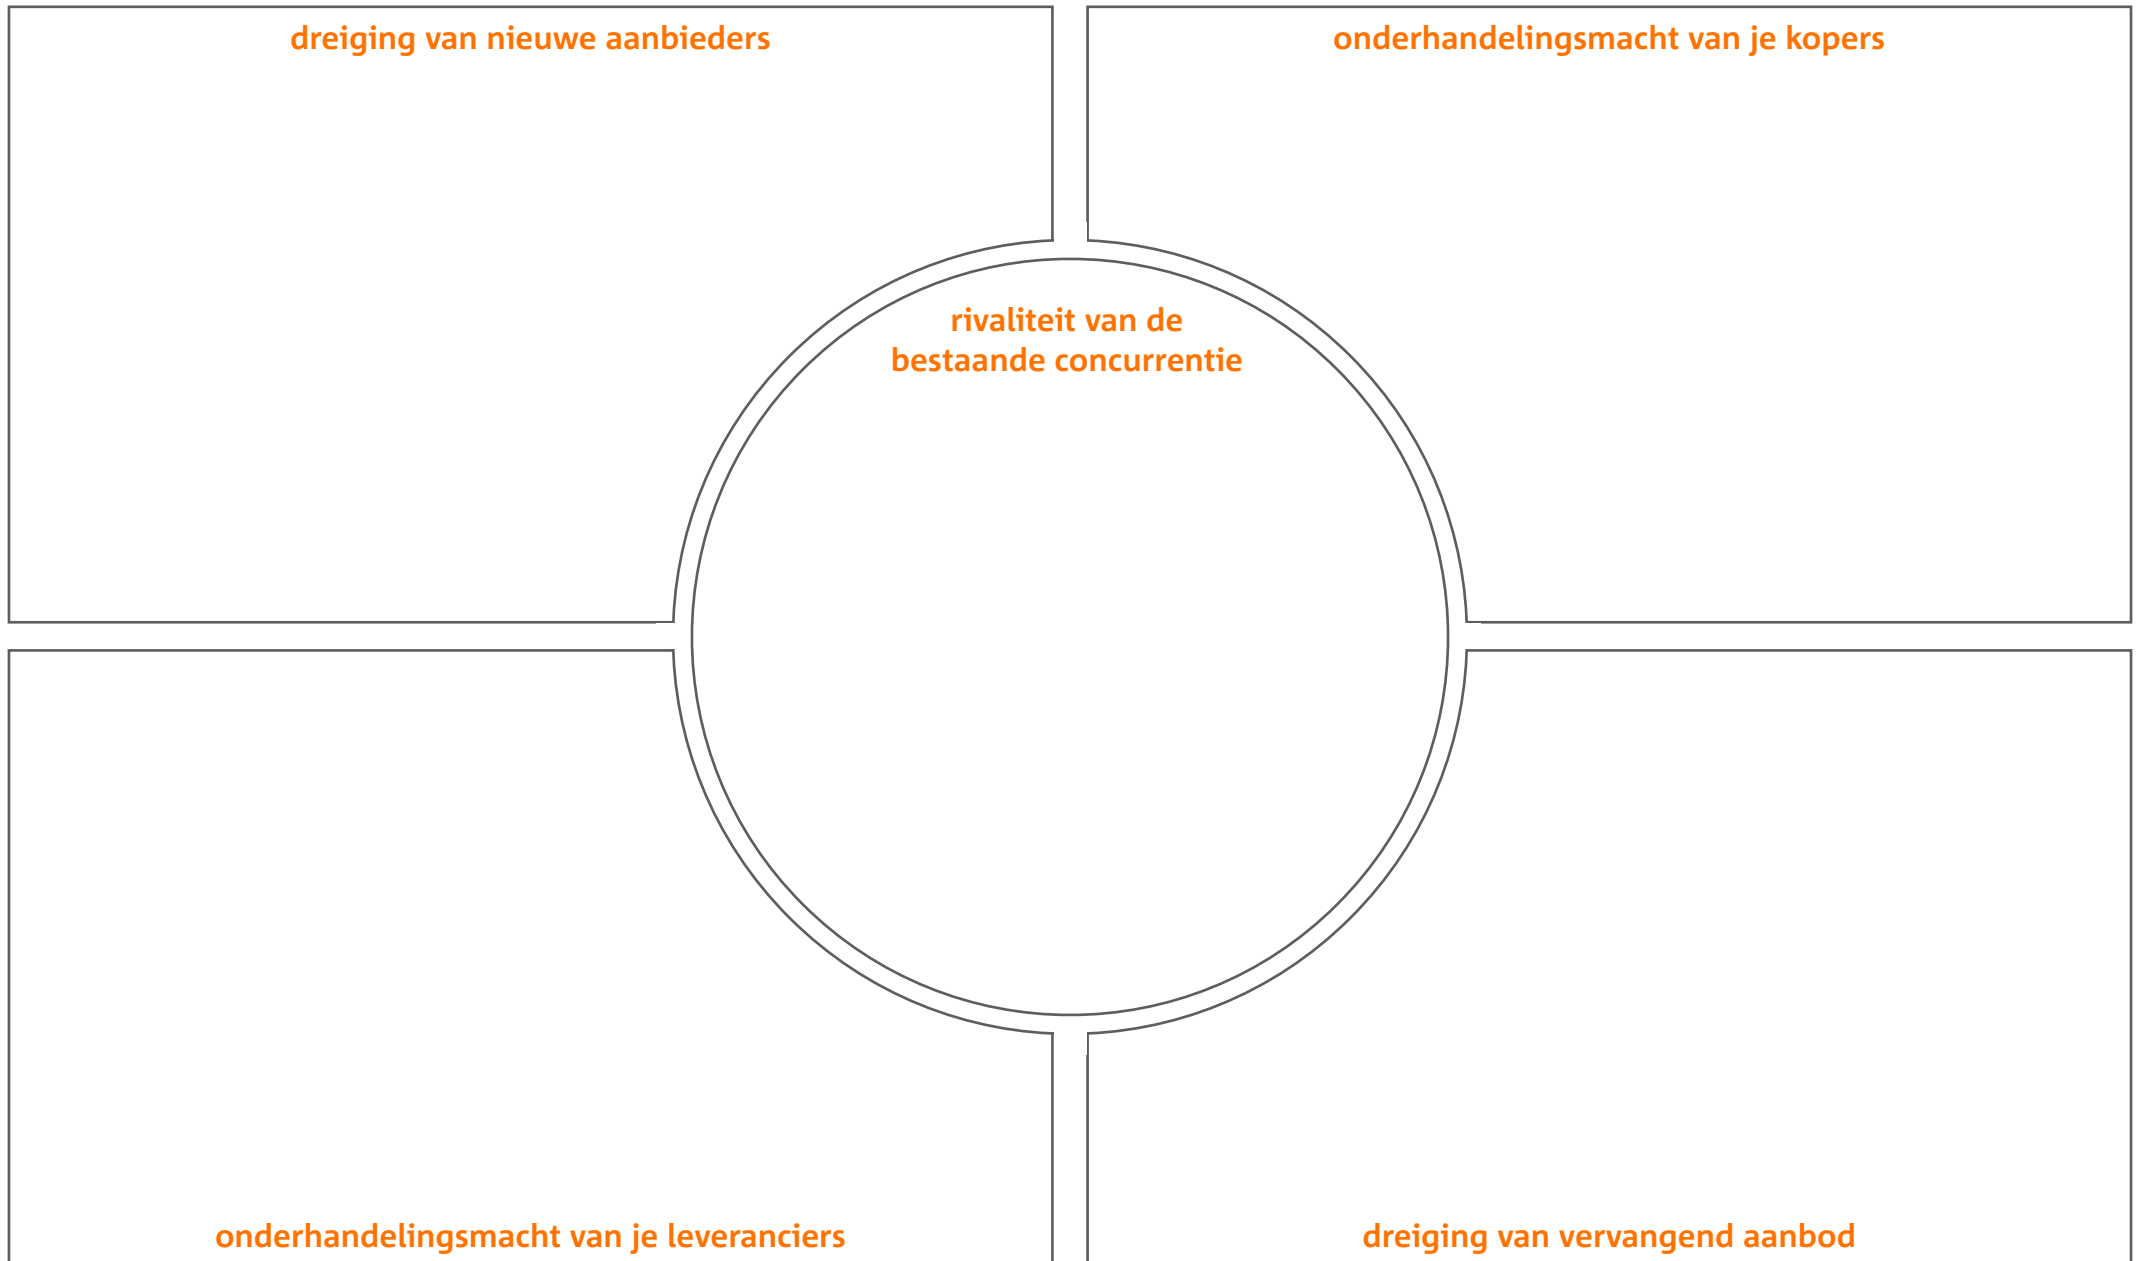 dreiging van nieuwe aanbieders
onderhandelingsmacht van je kopers
rivaliteit van de
bestaande concurrentie
onderhandelingsmacht van je leveranciers
dreiging van vervangend aanbod